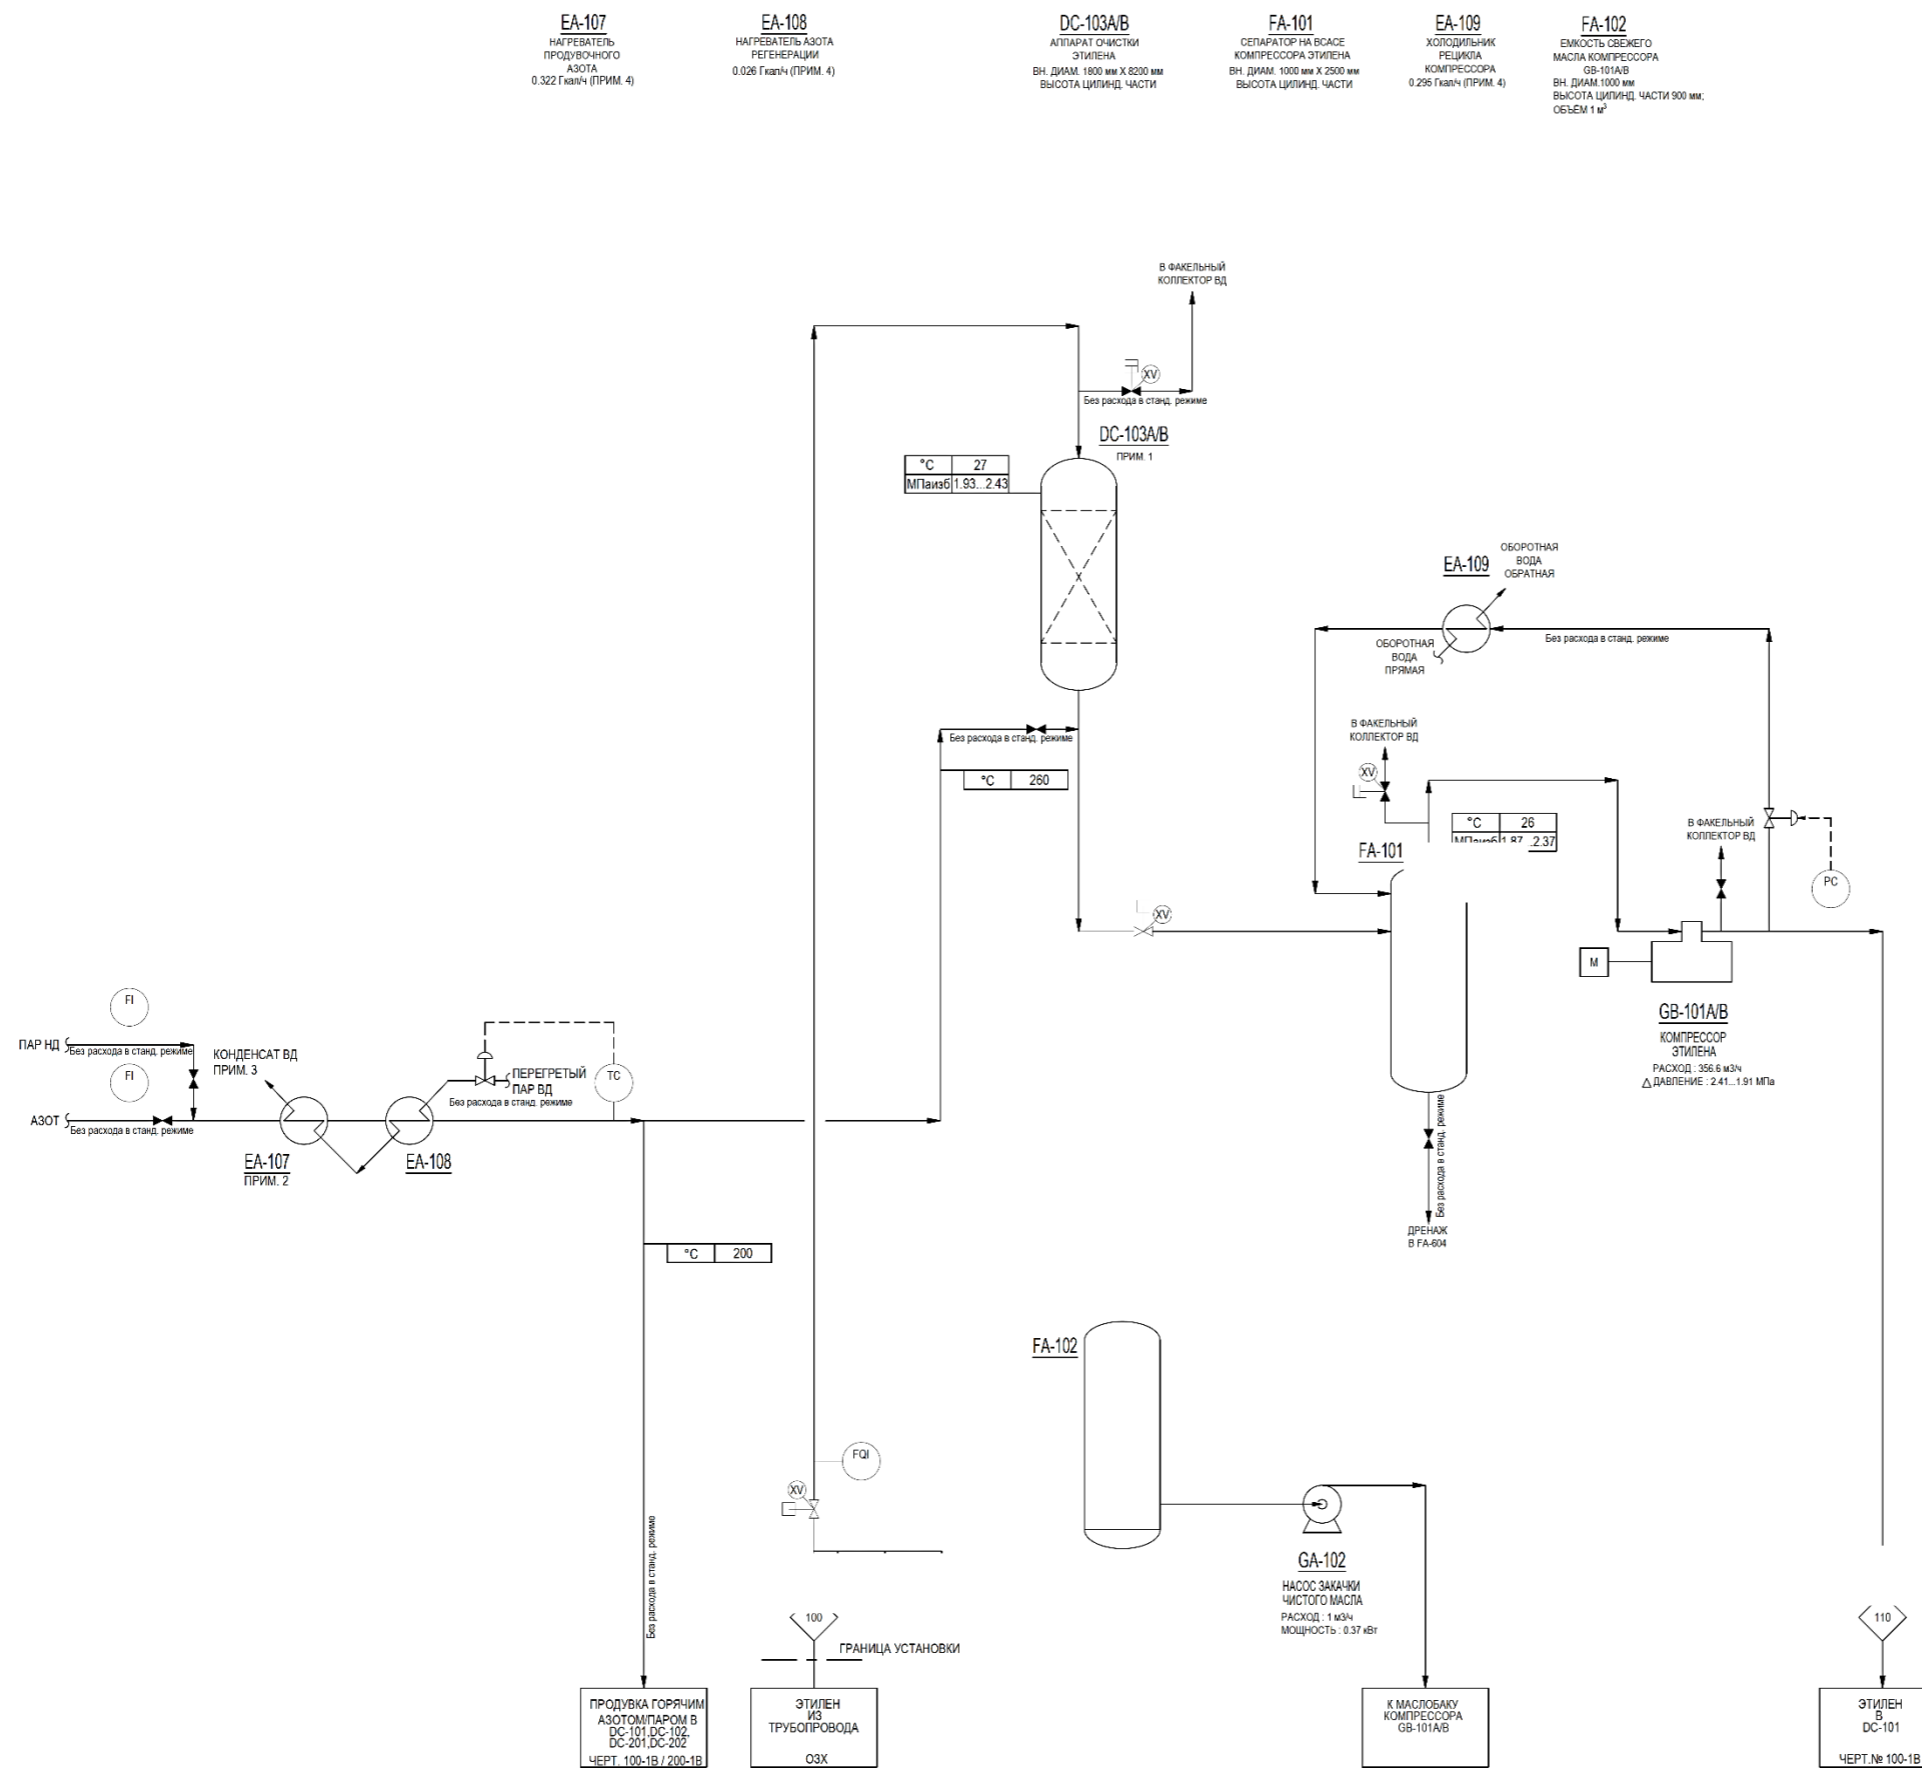 EA-107
НАГРЕВАТЕЛЬ
ПРОДУВОЧНОГО
АЗОТА
0.322 Гкал/ч (ПРИМ. 4)
EA-108
НАГРЕВАТЕЛЬ АЗОТА
РЕГЕНЕРАЦИИ
0.026 Гкал/ч (ПРИМ. 4)
DC-103A/B
АППАРАТ ОЧИСТКИ
ЭТИЛЕНА
ВН. ДИАМ. 1800 мм X 8200 мм
ВЫСОТА ЦИЛИНД. ЧАСТИ
FA-101
СЕПАРАТОР НА ВСАСЕ
КОМПРЕССОРА ЭТИЛЕНА
ВН. ДИАМ. 1000 мм X 2500 мм
ВЫСОТА ЦИЛИНД. ЧАСТИ
EA-109
ХОЛОДИЛЬНИК
РЕЦИКЛА
КОМПРЕССОРА
0.295 Гкал/ч (ПРИМ. 4)
FA-102
ЕМКОСТЬ СВЕЖЕГО
МАСЛА КОМПРЕССОРА
GB-101A/B
ВН. ДИАМ.1000 мм
ВЫСОТА ЦИЛИНД. ЧАСТИ 900 мм;
ОБЪЁМ 1 м³
В ФАКЕЛЬНЫЙ
КОЛЛЕКТОР ВД
XV
Без расхода в станд. режиме
DC-103A/B
ПРИМ. 1
°C 27
МПаизб 1.93...2.43
EA-109
ОБОРОТНАЯ
ВОДА
ОБРАТНАЯ
ОБОРОТНАЯ
ВОДА
ПРЯМАЯ
Без расхода в станд. режиме
Без расхода в станд. режиме
°C 260
В ФАКЕЛЬНЫЙ
КОЛЛЕКТОР ВД
XV
°C 26
МПаизб 1.87 ..2.37
FA-101
В ФАКЕЛЬНЫЙ
КОЛЛЕКТОР ВД
PC
XV
M
GB-101A/B
КОМПРЕССОР
ЭТИЛЕНА
РАСХОД : 356.6 м3/ч
△ ДАВЛЕНИЕ : 2.41...1.91 МПа
FI
ПАР НД
Без расхода в станд. режиме
FI
АЗОТ
Без расхода в станд. режиме
КОНДЕНСАТ ВД
ПРИМ. 3
ПЕРЕГРЕТЫЙ
ПАР ВД
Без расхода в станд. режиме
TC
EA-107
ПРИМ. 2
EA-108
Без расхода в станд. режиме
ДРЕНАЖ
В FA-604
°C 200
FA-102
FQI
XV
Без расхода в станд. режиме
GA-102
НАСОС ЗАКАЧКИ
ЧИСТОГО МАСЛА
РАСХОД : 1 м3/ч
МОЩНОСТЬ : 0.37 кВт
100
ГРАНИЦА УСТАНОВКИ
110
ПРОДУВКА ГОРЯЧИМ
АЗОТОМ/ПАРОМ В
DC-101,DC-102,
DC-201,DC-202
ЧЕРТ. 100-1В / 200-1В
ЭТИЛЕН
ИЗ
ТРУБОПРОВОДА
ОЗХ
К МАСЛОБАКУ
КОМПРЕССОРА
GB-101A/B
ЭТИЛЕН
В
DC-101
ЧЕРТ.№ 100-1В